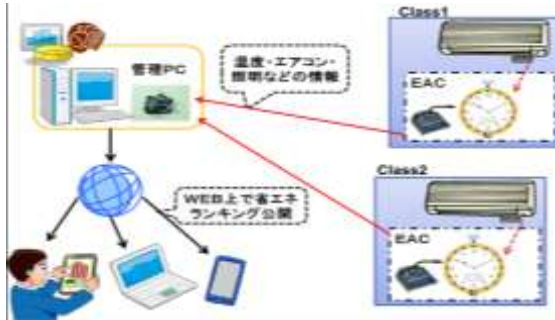 Class1
管理PC
温度・エアコン・
照明などの情報
EAC
Class2
WEB上で省エネ
ランキング公開
EAC